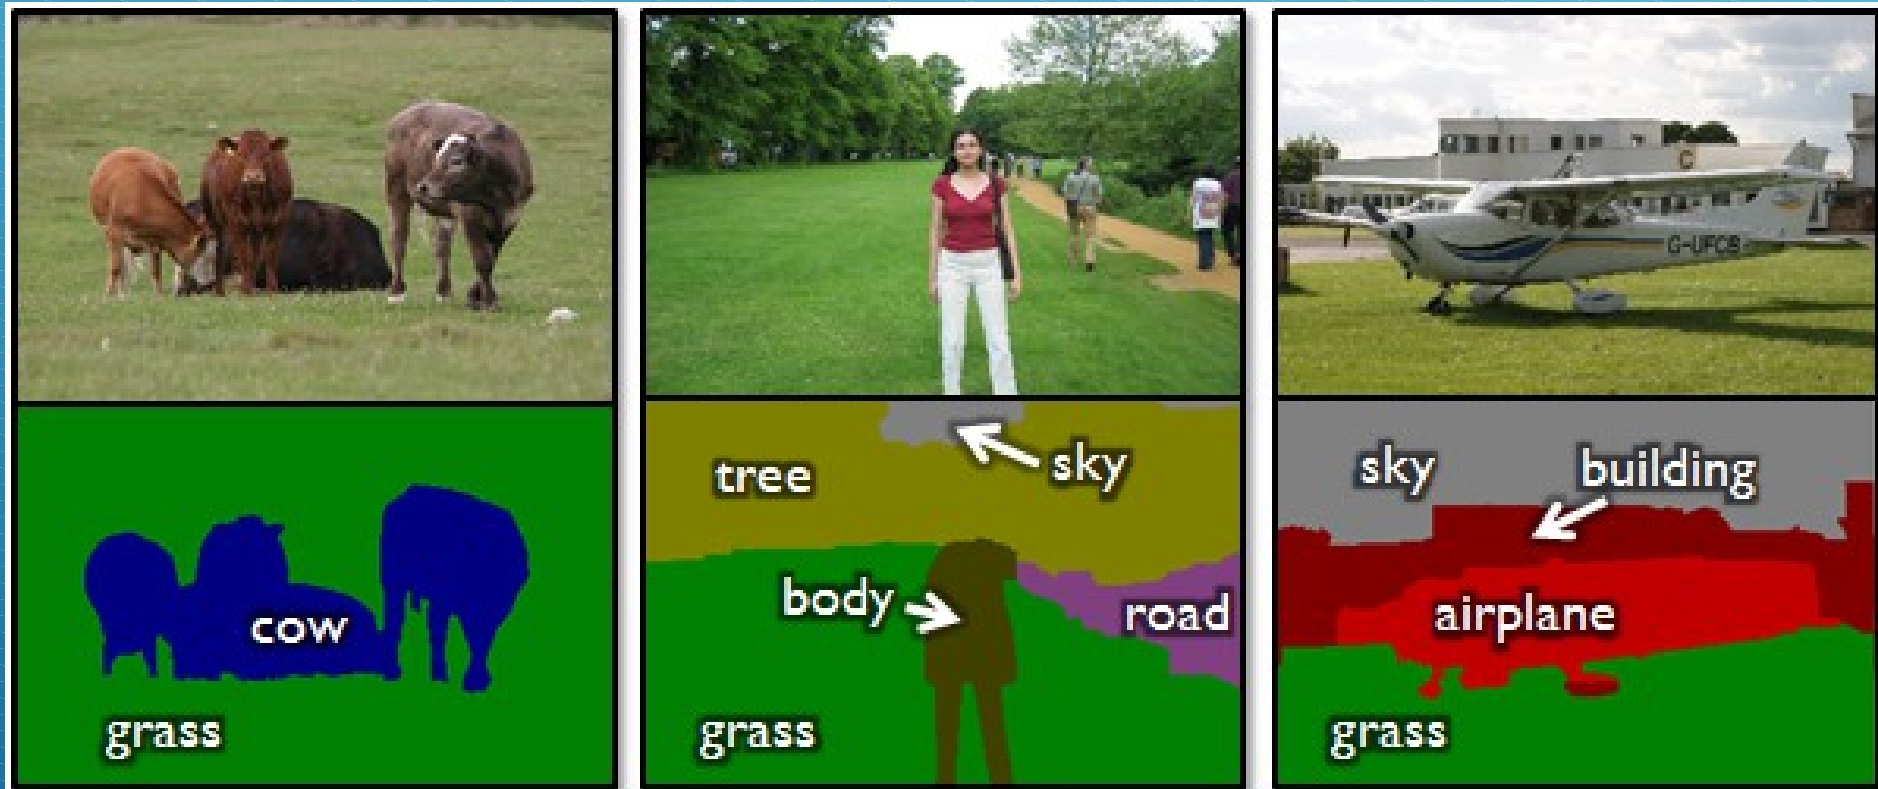 G-UFCB
cow
grass
tree
sky
body
road
grass
sky
building
airplane
grass